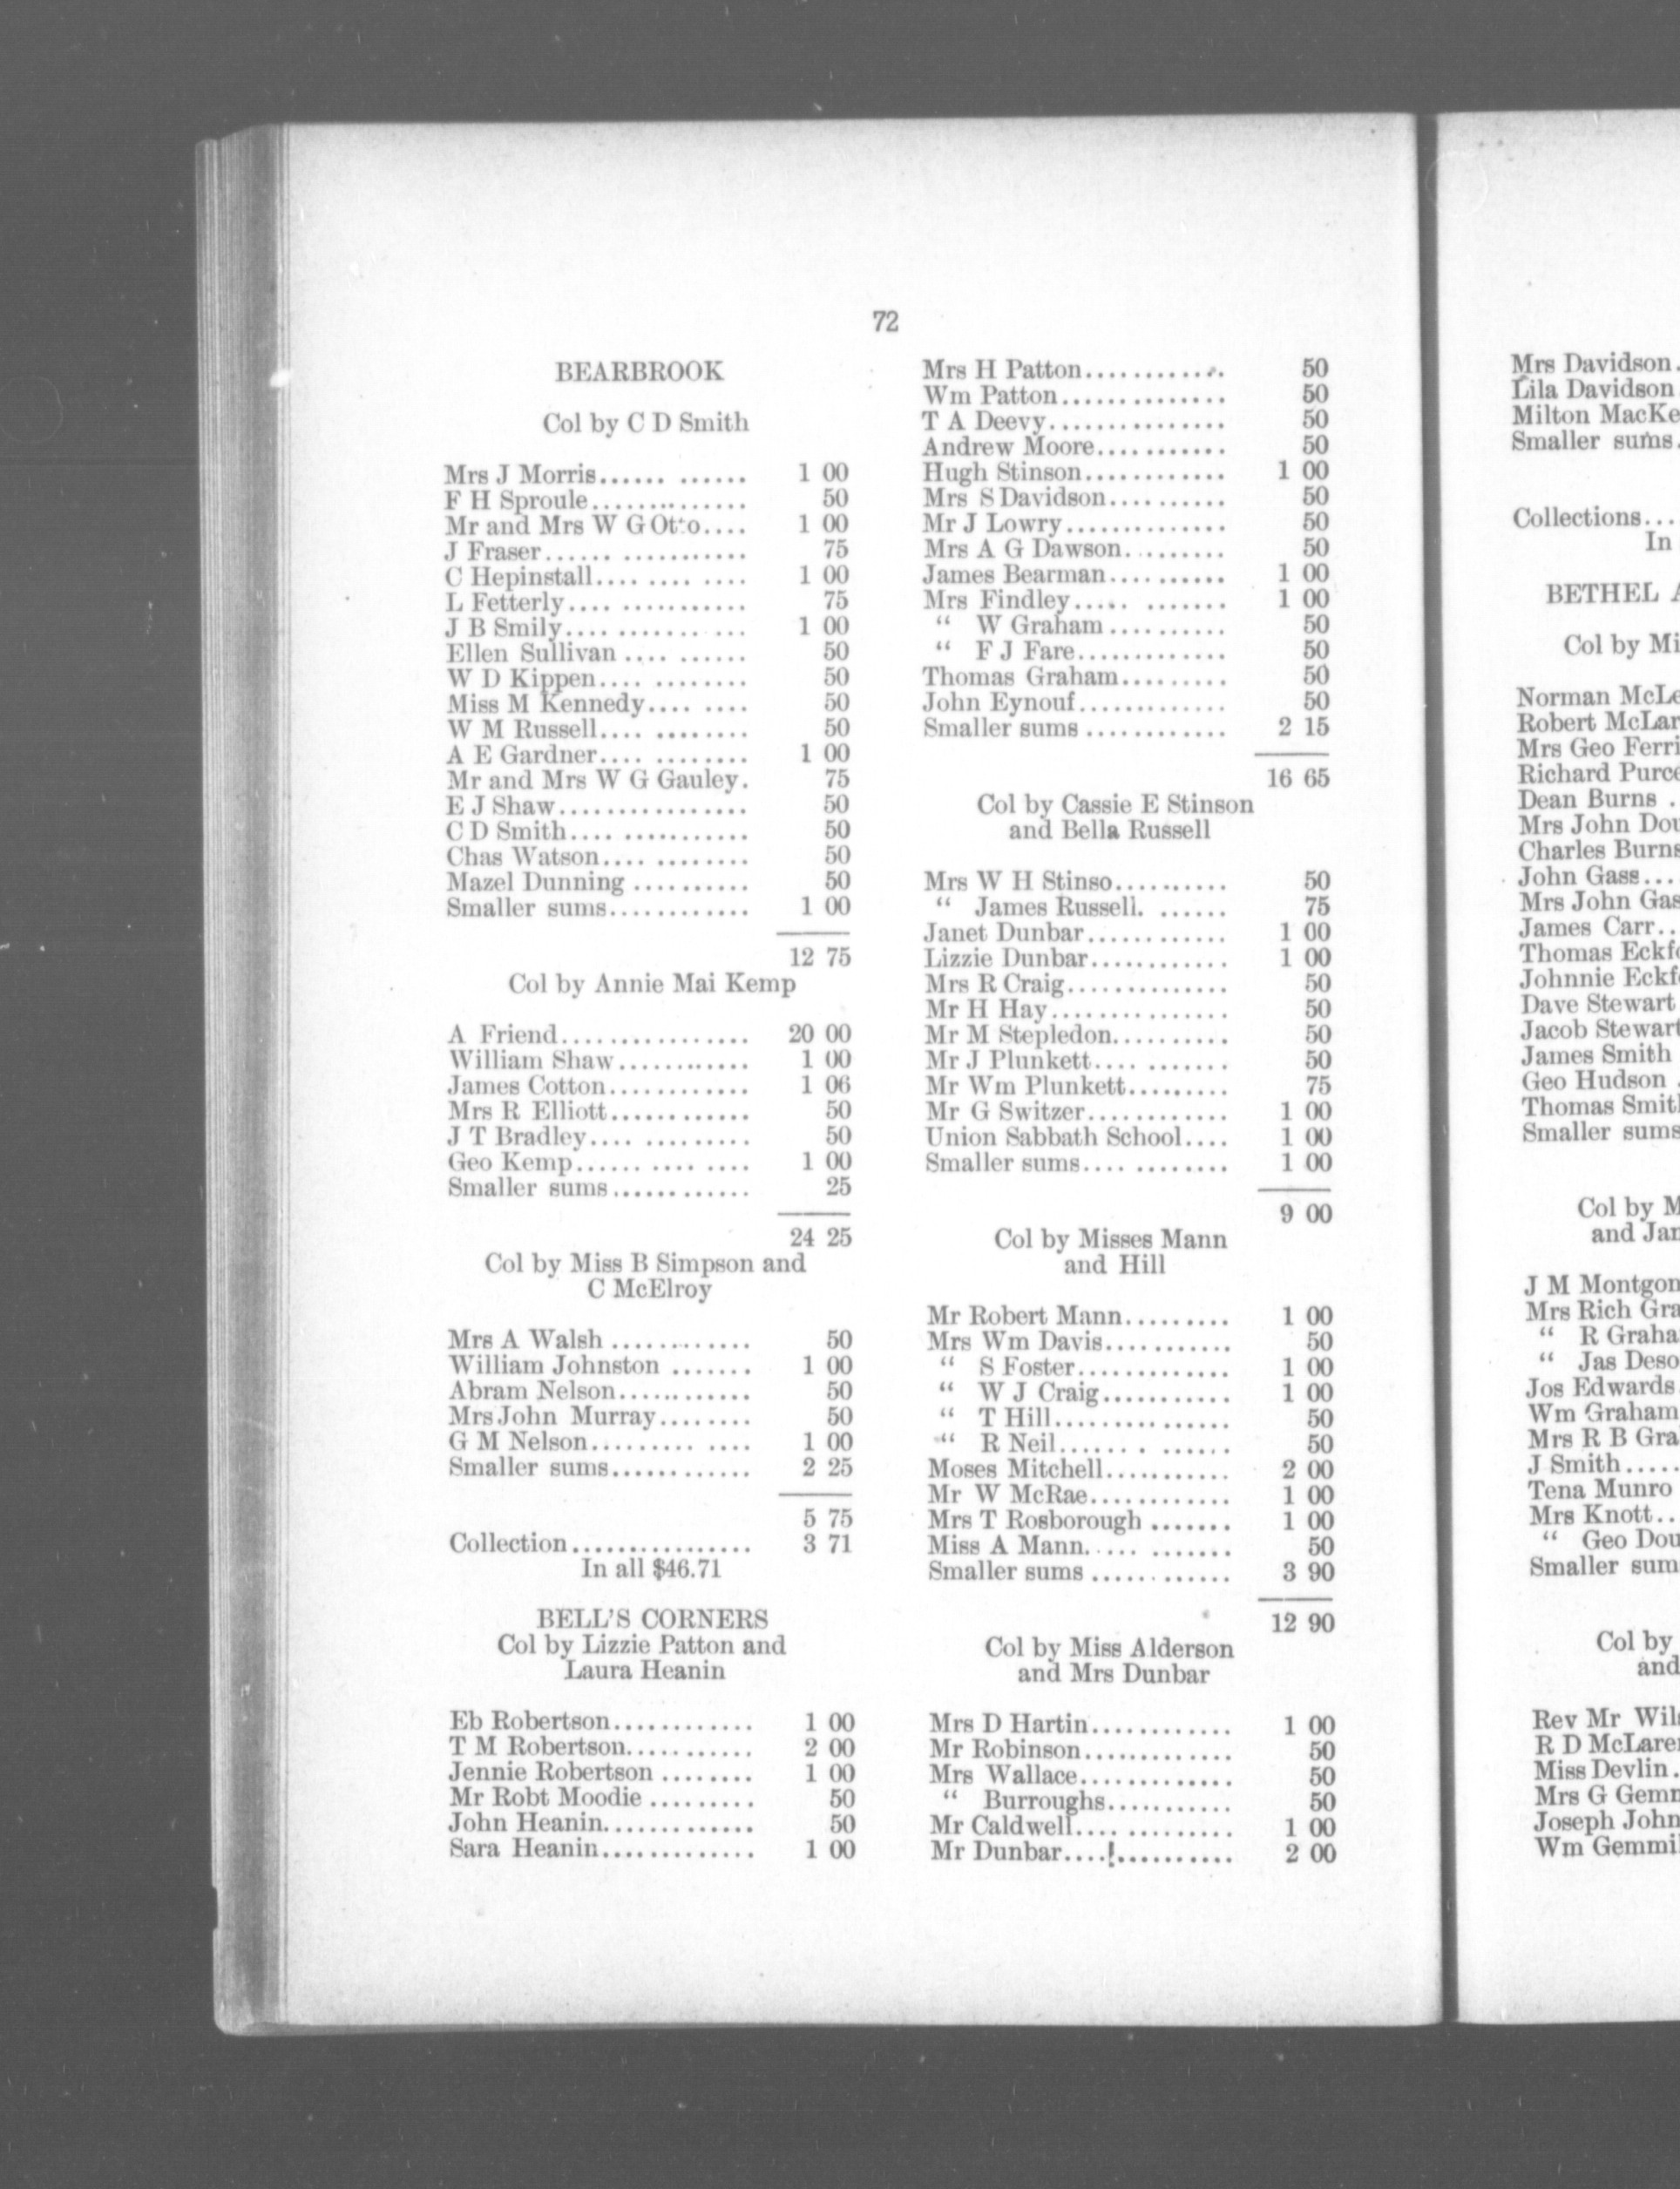 72
BEARBROOK
Col by C D Smith
Mrs J Morris...... ...... 1 00
F H Sproule.............. 50
Mr and Mrs W G Otto.... 1 00
J Fraser...... ........... 75
C Hepinstall.... .... .... 1 00
L Fetterly.... ........... 75
J B Smily.... ........ ... 1 00
Ellen Sullivan .... ...... 50
W D Kippen.... ........ 50
Miss M Kennedy.... .... 50
W M Russell.... ........ 50
A E Gardner.... ........ 1 00
Mr and Mrs W G Gauley. 75
E J Shaw................ 50
C D Smith.... ........... 50
Chas Watson.... ........ 50
Mazel Dunning .......... 50
Smaller sums............ 1 00
12 75
Col by Annie Mai Kemp
A Friend................ 20 00
William Shaw........... 1 00
James Cotton............ 1 06
Mrs R Elliott............ 50
J T Bradley.... ......... 50
Geo Kemp...... .... .... 1 00
Smaller sums............ 25
24 25
Col by Miss B Simpson and
C McElroy
Mrs A Walsh ............ 50
William Johnston ....... 1 00
Abram Nelson............ 50
Mrs John Murray........ 50
G M Nelson......... .... 1 00
Smaller sums............ 2 25
5 75
Collection................ 3 71
In all $46.71
BELL'S CORNERS
Col by Lizzie Patton and
Laura Heanin
Eb Robertson............ 1 00
T M Robertson........... 2 00
Jennie Robertson ........ 1 00
Mr Robt Moodie ......... 50
John Heanin............. 50
Sara Heanin............. 1 00
Mrs H Patton............ 50
Wm Patton.............. 50
T A Deevy............... 50
Andrew Moore........... 50
Hugh Stinson............ 1 00
Mrs S Davidson.......... 50
Mr J Lowry.............. 50
Mrs A G Dawson......... 50
James Bearman.......... 1 00
Mrs Findley..... ....... 1 00
“ W Graham .......... 50
“ F J Fare............. 50
Thomas Graham......... 50
John Eynouf............. 50
Smaller sums ............ 2 15
16 65
Col by Cassie E Stinson
and Bella Russell
Mrs W H Stinso.......... 50
“ James Russell. ...... 75
Janet Dunbar............ 1 00
Lizzie Dunbar............ 1 00
Mrs R Craig.............. 50
Mr H Hay............... 50
Mr M Stepledon.......... 50
Mr J Plunkett.... ....... 50
Mr Wm Plunkett......... 75
Mr G Switzer............ 1 00
Union Sabbath School.... 1 00
Smaller sums.... ........ 1 00
9 00
Col by Misses Mann
and Hill
Mr Robert Mann......... 1 00
Mrs Wm Davis........... 50
“ S Foster............. 1 00
“ W J Craig........... 1 00
“ T Hill............... 50
“ R Neil....... ...... 50
Moses Mitchell........... 2 00
Mr W McRae............ 1 00
Mrs T Rosborough ....... 1 00
Miss A Mann..... ....... 50
Smaller sums ...... ...... 3 90
12 90
Col by Miss Alderson
and Mrs Dunbar
Mrs D Hartin............ 1 00
Mr Robinson............. 50
Mrs Wallace............. 50
“ Burroughs........... 50
Mr Caldwell.... ......... 1 00
Mr Dunbar....!.......... 2 00
Mrs Davidson.
Lila Davidson
Milton
Smaller sums.
Collections...
In
BETHEL
Col by
Norman
Robert
Mrs Geo
Richard
Dean Burns .
Mrs John
Charles Burns
John Gass...
Mrs John
James Carr..
Thomas
Johnnie
Dave Stewart
Jacob Stewart
James Smith
Geo Hudson .
Thomas
Smaller sums
Col by
and
J M
Mrs Rich
“ R
“ Jas
Jos Edwards
Wm Graham
Mrs R B
J Smith.....
Tena Munro
Mrs Knott..
“ Geo
Smaller
Col by
and
Rev Mr
R D
Miss Devlin.
Mrs G
Joseph
Wm